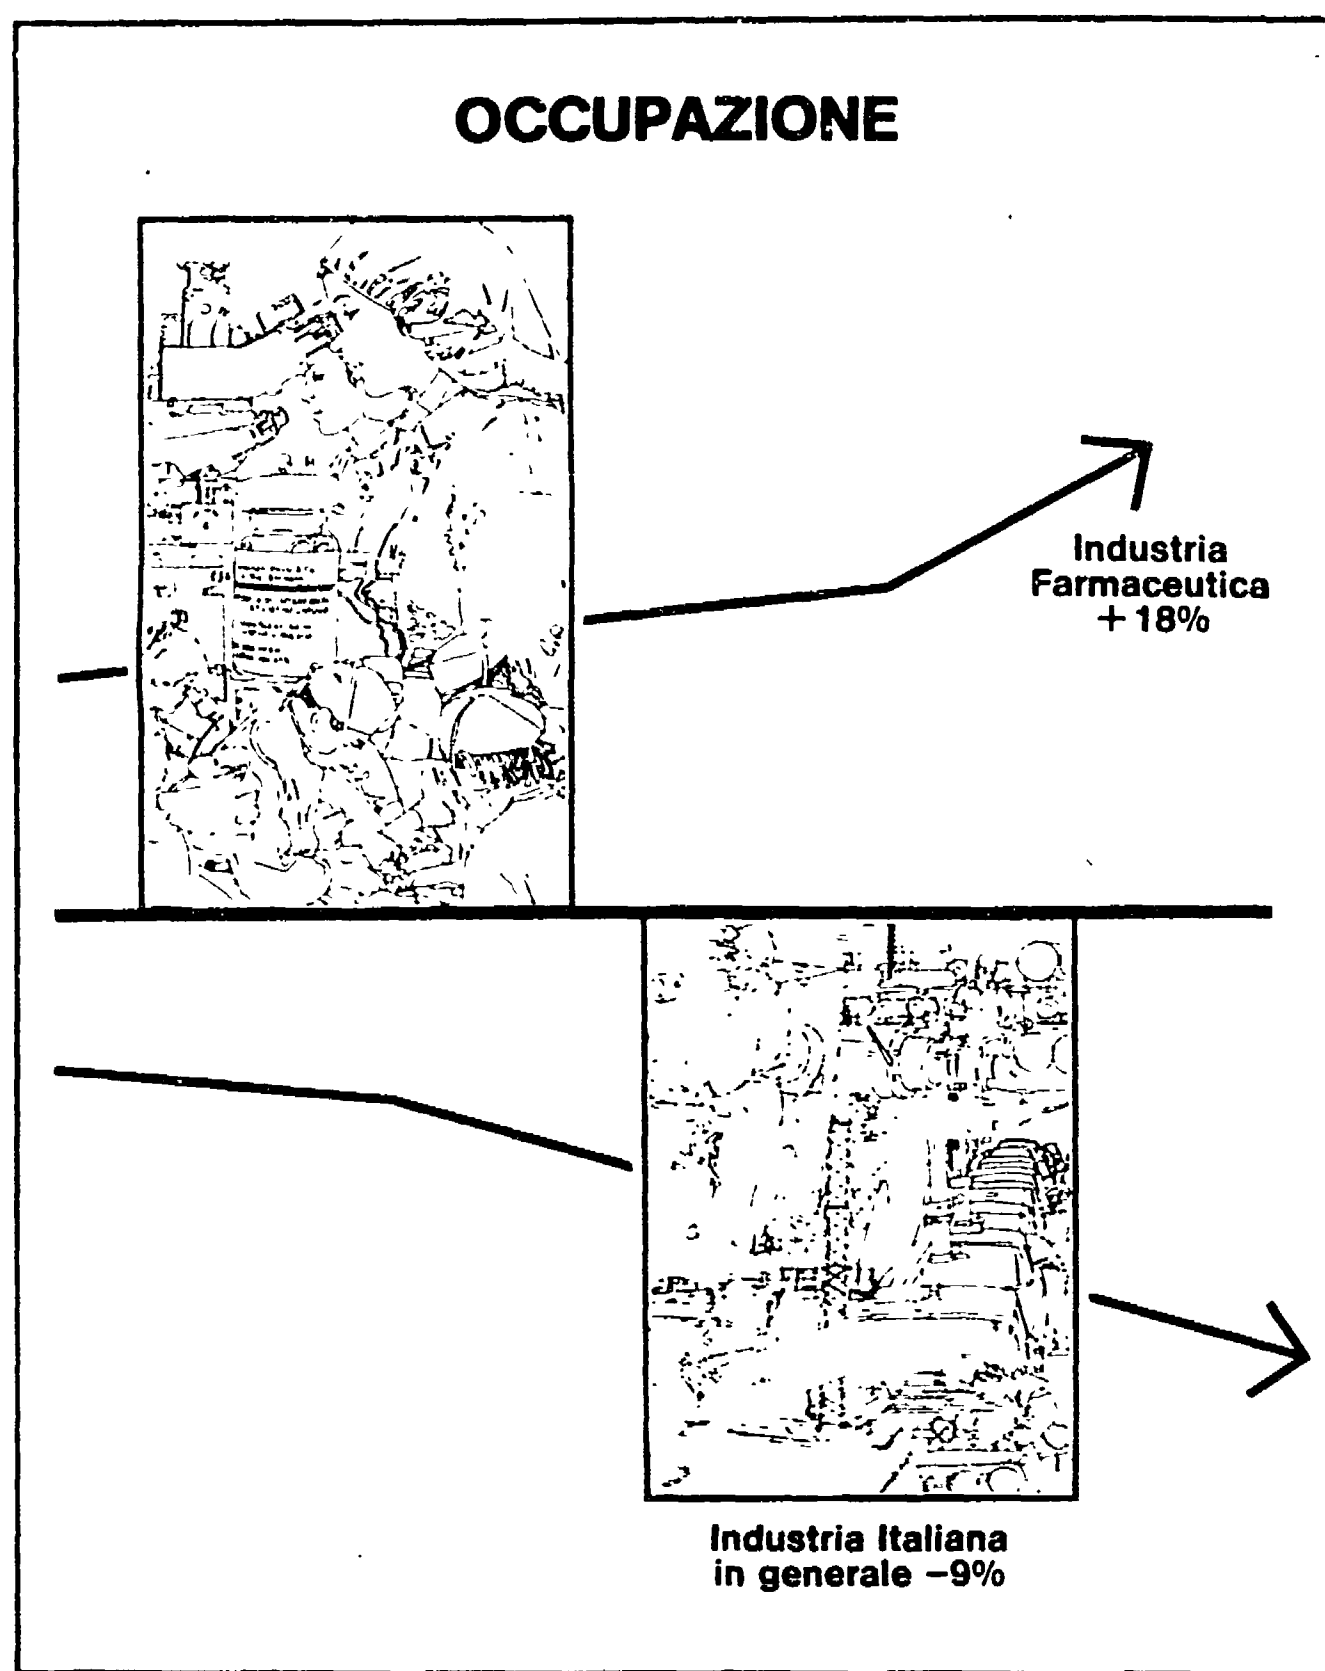 OCCUPAZIONE
Industria
Farmaceutica
+18%
Industria Italiana
in generale –9%